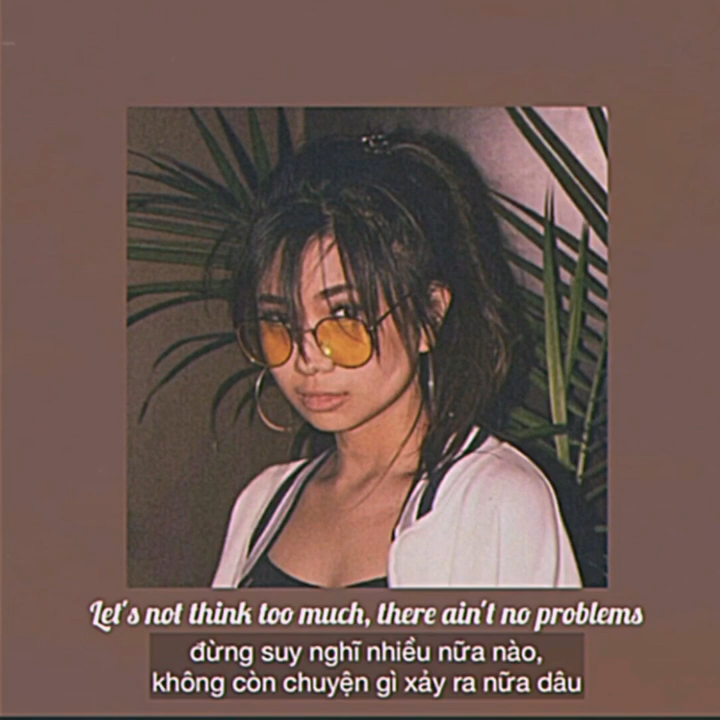 Let's not think too much, there ain't no problems
đừng suy nghĩ nhiều nữa nào,
không còn chuyện gì xảy ra nữa dâu